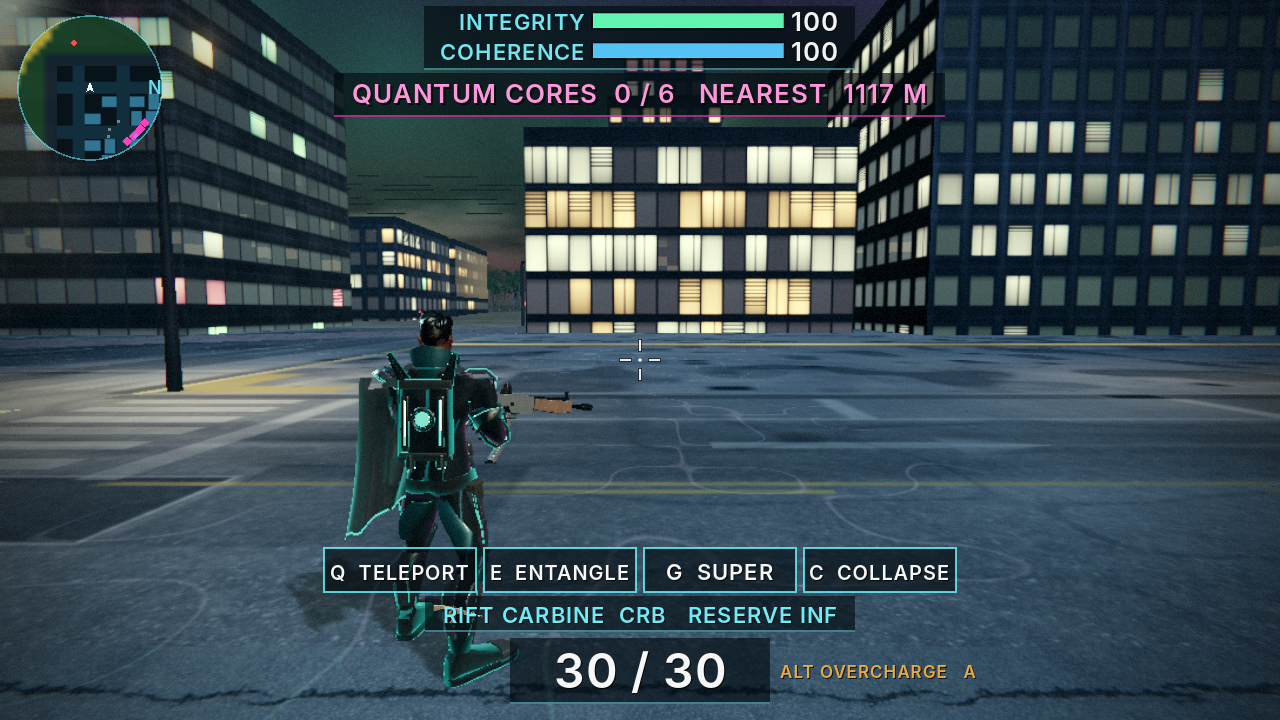 INTEGRITY 100
COHERENCE 100
QUANTUM CORES 0 / 6 NEAREST 1117 M
N
Q TELEPORT
E ENTANGLE
G SUPER
C COLLAPSE
RIFT CARBINE CRB RESERVE INF
30 / 30
ALT OVERCHARGE A